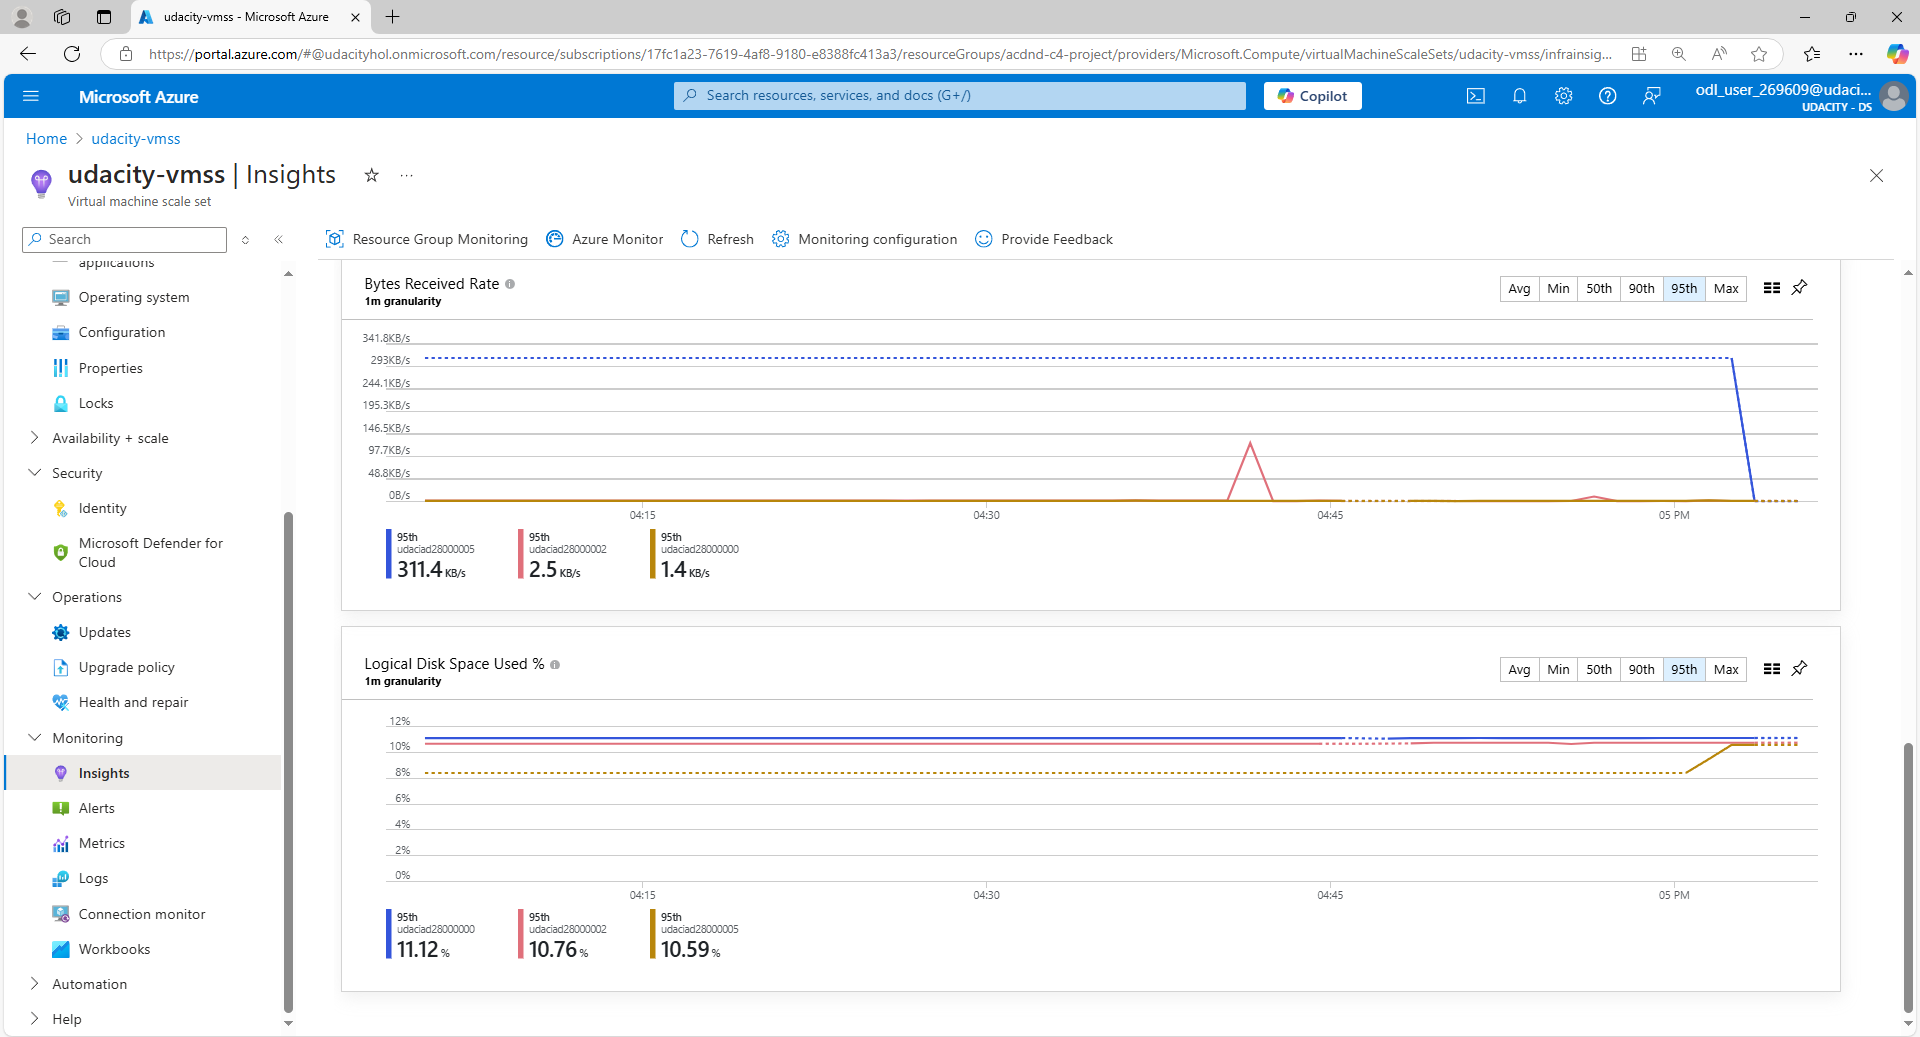 udacity-vmss - Microsoft Azure
https://portal.azure.com/#@udacityhol.onmicrosoft.com/resource/subscriptions/17fc1a23-7619-4af8-9180-e8388fc413a3/resourceGroups/acdnd-c4-project/providers/Microsoft.Compute/virtualMachineScaleSets/udacity-vmss/infrainsig...
Microsoft Azure
Search resources, services, and docs (G+/)
Copilot
odl_user_269609@udaci...
UDACITY - DS
Home > udacity-vmss
udacity-vmss | Insights
Virtual machine scale set
Search
Resource Group Monitoring
Azure Monitor
Refresh
Monitoring configuration
Provide Feedback
applications
Operating system
Configuration
Properties
Locks
Availability + scale
Security
Identity
Microsoft Defender for
Cloud
Operations
Updates
Upgrade policy
Health and repair
Monitoring
Insights
Alerts
Metrics
Logs
Connection monitor
Workbooks
Automation
Help
Bytes Received Rate
1m granularity
Avg Min 50th 90th 95th Max
341.8KB/s
293KB/s
244.1KB/s
195.3KB/s
146.5KB/s
97.7KB/s
48.8KB/s
0B/s
04:15 04:30 04:45 05 PM
95th
udaciad28000005
311.4 KB/s
95th
udaciad28000002
2.5 KB/s
95th
udaciad28000000
1.4 KB/s
Logical Disk Space Used %
1m granularity
Avg Min 50th 90th 95th Max
12%
10%
8%
6%
4%
2%
0%
04:15 04:30 04:45 05 PM
95th
udaciad28000000
11.12 %
95th
udaciad28000002
10.76 %
95th
udaciad28000005
10.59 %